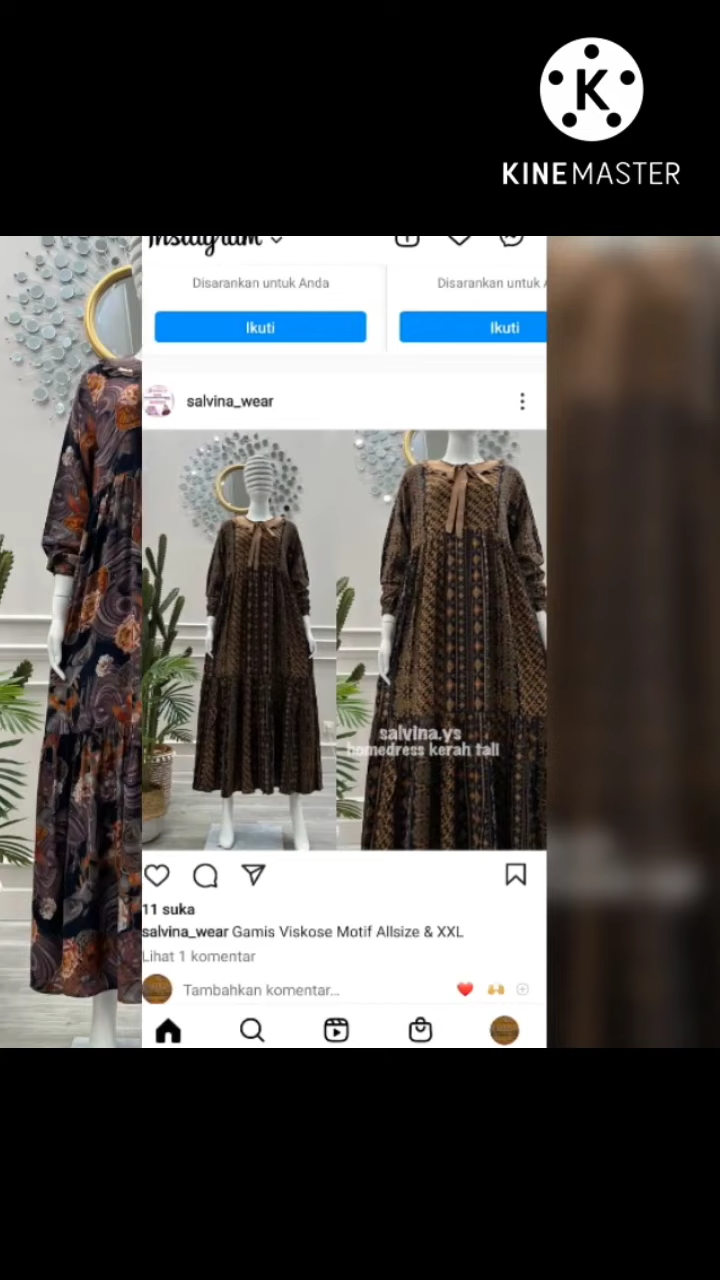 K
KINEMASTER
Instagram
Disarankan untuk Anda
Disarankan untuk A
Ikuti
Ikuti
salvina_wear
salvina.ys
homedress kerah tali
11 suka
salvina_wear Gamis Viskose Motif Allsize & XXL
Lihat 1 komentar
Tambahkan komentar...